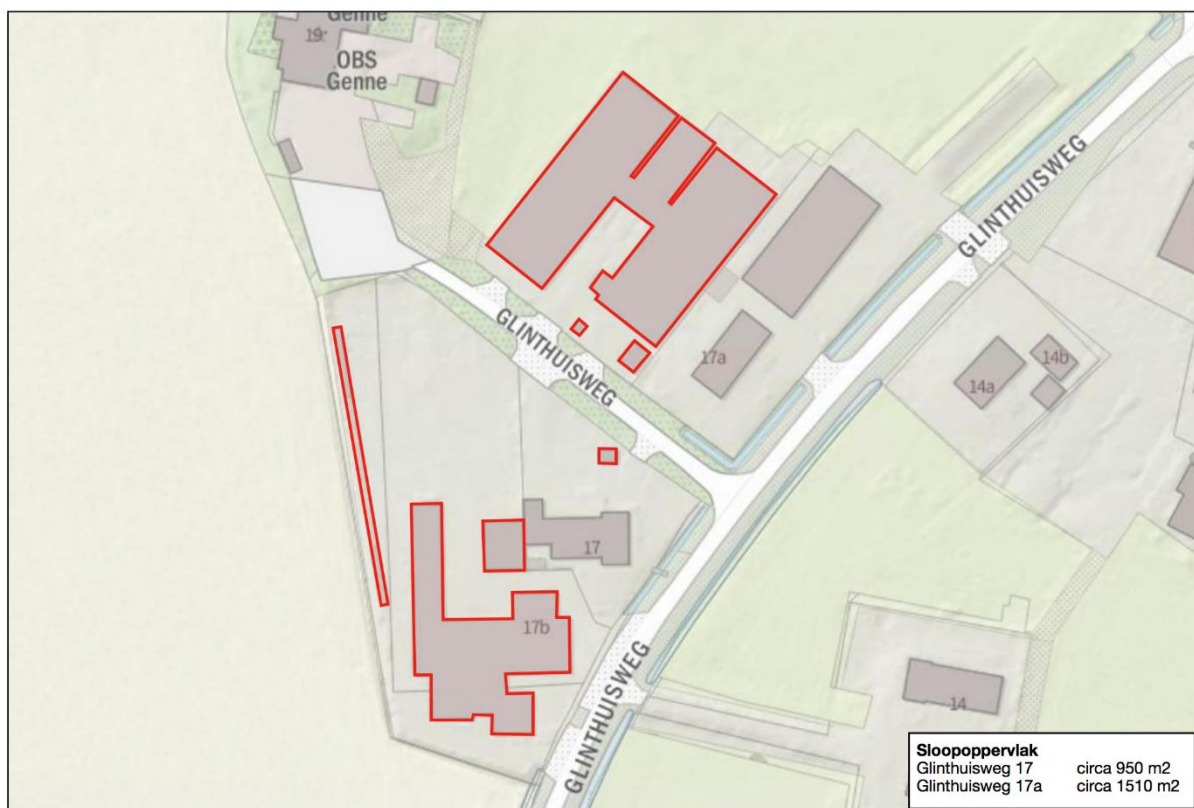 Genne
19
OBS
Genne
GLINTHUISWEG
GLINTHUISWEG
17a
14a
14b
17
17b
GLINTHUISWEG
14
Sloopoppervlak
Glinthuisweg 17 circa 950 m2
Glinthuisweg 17a circa 1510 m2